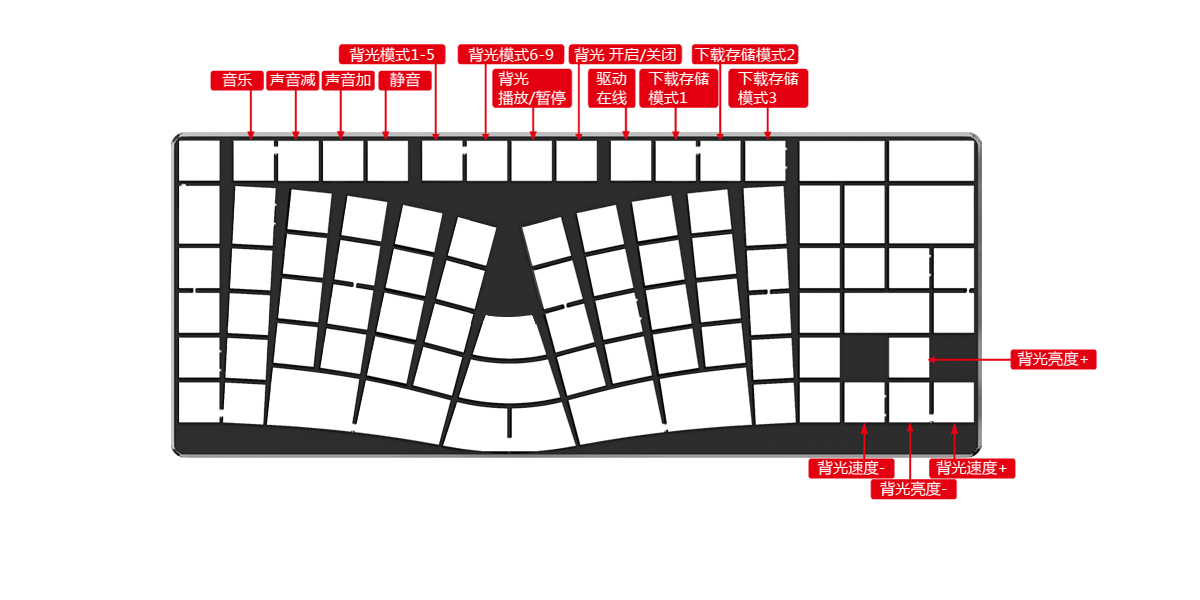 背光模式1-5
背光模式6-9
背光 开启/关闭
下载存储模式2
音乐
声音减
声音加
静音
背光
播放/暂停
驱动
在线
下载存储
模式1
下载存储
模式3
背光亮度+
背光速度-
背光速度+
背光亮度-